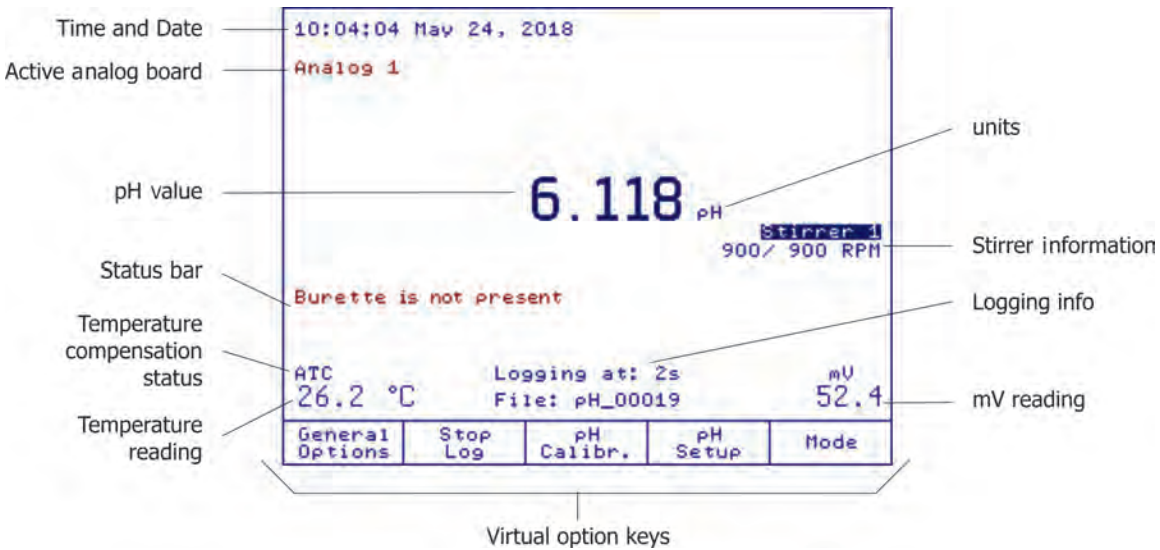 Time and Date
10:04:04 May 24, 2018
Active analog board
Analog 1
units
pH value
6.118 pH
Stirrer 1
900/ 900 RPM
Stirrer information
Status bar
Burette is not present
Logging info
Temperature
compensation
status
ATC
Logging at: 2s
mV
26.2 °C
File: pH_00019
52.4
mV reading
Temperature
reading
General
Options
Stop
Log
pH
Calibr.
pH
Setup
Mode
Virtual option keys